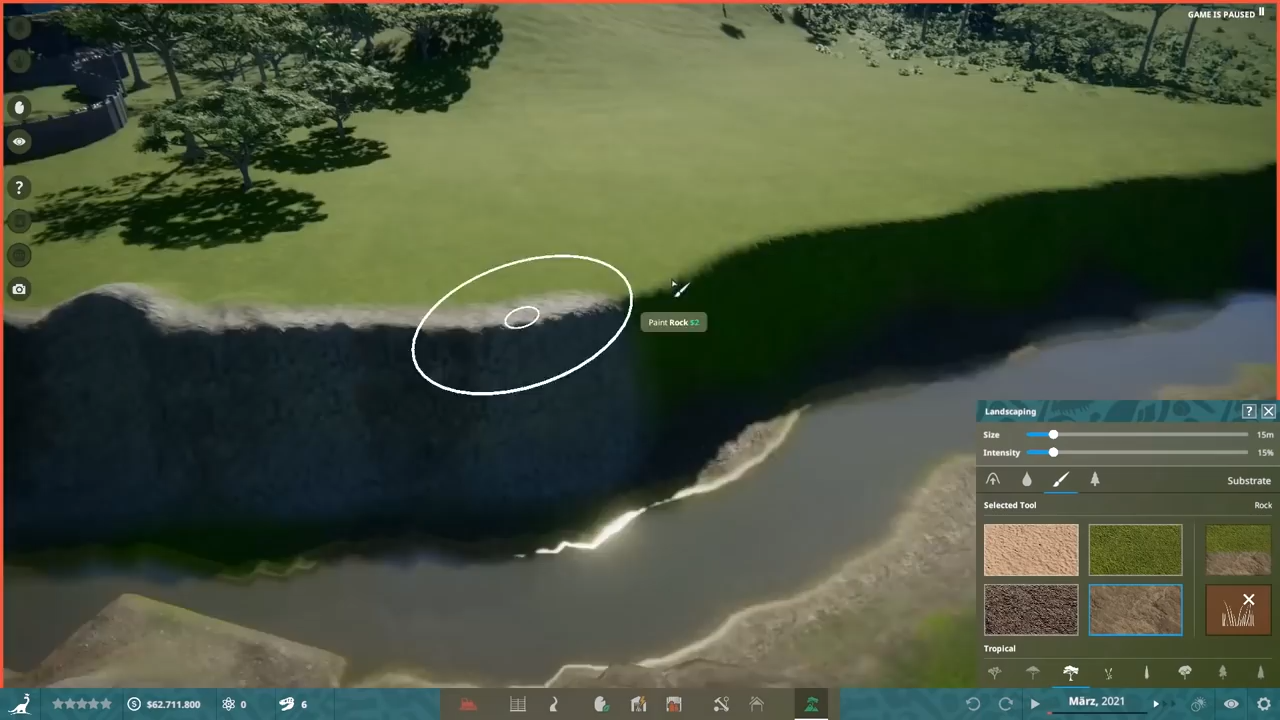 GAME IS PAUSED
?
Paint Rock $2
Landscaping
?
Size 15m
Intensity 15%
Substrate
Selected Tool Rock
Tropical
$62.711.800
0
6
März, 2021